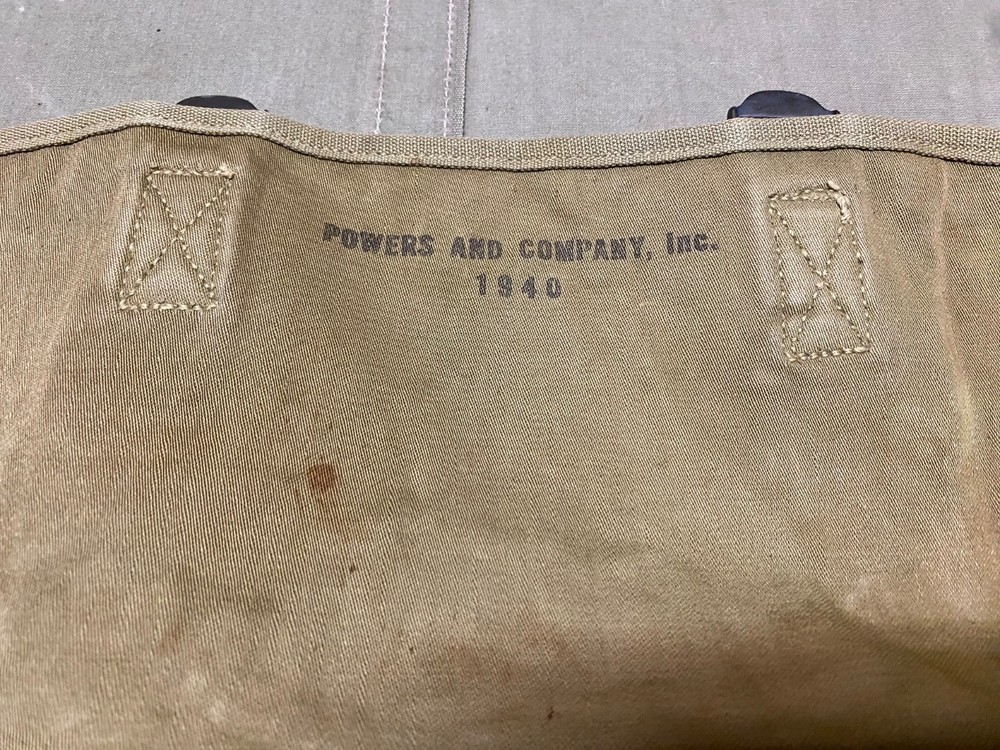 POWERS AND COMPANY, Inc.
1940